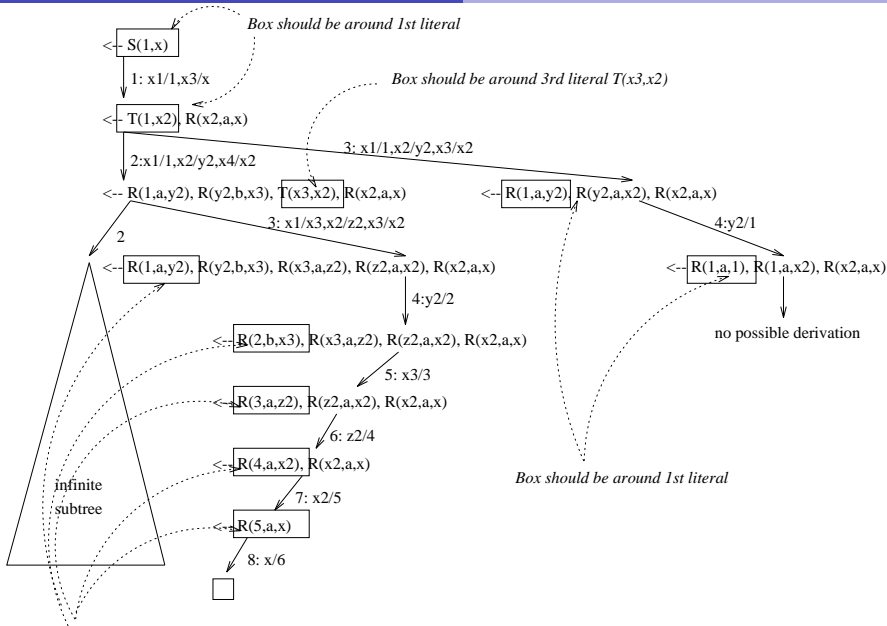 Box should be around 1st literal
<-- S(1,x)
1: x1/1,x3/x
Box should be around 3rd literal T(x3,x2)
<-- T(1,x2), R(x2,a,x)
3: x1/1,x2/y2,x3/x2
2:x1/1,x2/y2,x4/x2
<-- R(1,a,y2), R(y2,b,x3), T(x3,x2), R(x2,a,x)
<-- R(1,a,y2), R(y2,a,x2), R(x2,a,x)
3: x1/x3,x2/z2,x3/x2
4:y2/1
2
<-- R(1,a,y2), R(y2,b,x3), R(x3,a,z2), R(z2,a,x2), R(x2,a,x)
<-- R(1,a,1), R(1,a,x2), R(x2,a,x)
4:y2/2
no possible derivation
<-- R(2,b,x3), R(x3,a,z2), R(z2,a,x2), R(x2,a,x)
5: x3/3
<-- R(3,a,z2), R(z2,a,x2), R(x2,a,x)
6: z2/4
<-- R(4,a,x2), R(x2,a,x)
Box should be around 1st literal
infinite
subtree
7: x2/5
<-- R(5,a,x)
8: x/6